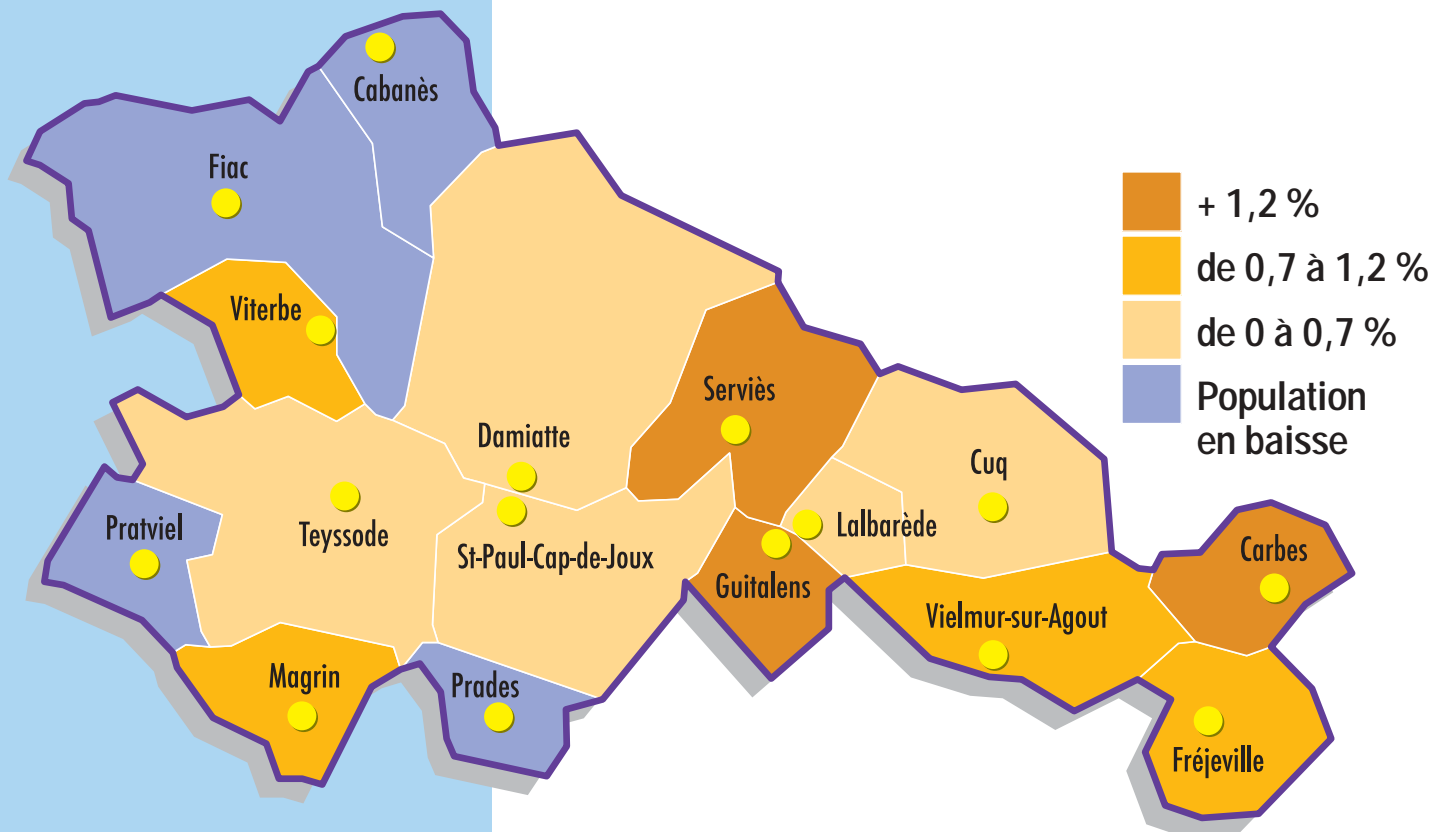 Cabanès
Fiac
Viterbe
Serviès
Damiatte
Cuq
Teyssode
Lalbarède
Pratviel
St-Paul-Cap-de-Joux
Guitalens
Carbes
Vielmur-sur-Agout
Magrin
Prades
Fréjeville
+ 1,2 %
de 0,7 à 1,2 %
de 0 à 0,7 %
Population
en baisse